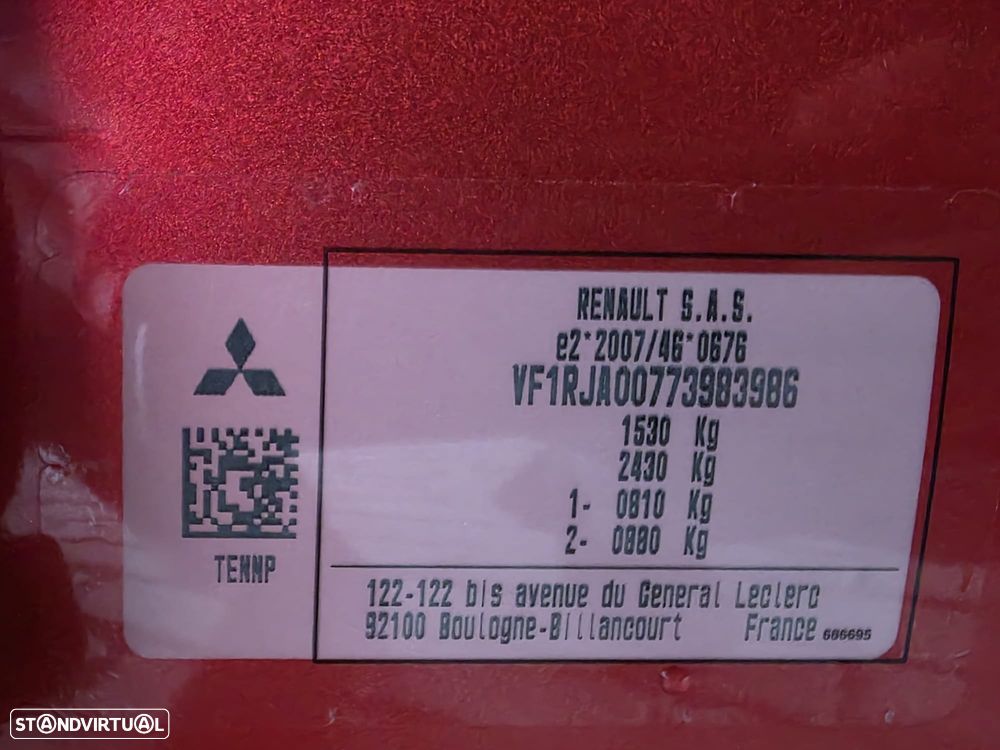 RENAULT S.A.S.
e2*2007/46*0676
VF1RJA00773983986
1530 Kg
2430 Kg
1- 0810 Kg
2- 0880 Kg
TENNP
122-122 bis avenue du General Leclerc
92100 Boulogne-Billancourt France 686695
STANDVIRTUAL